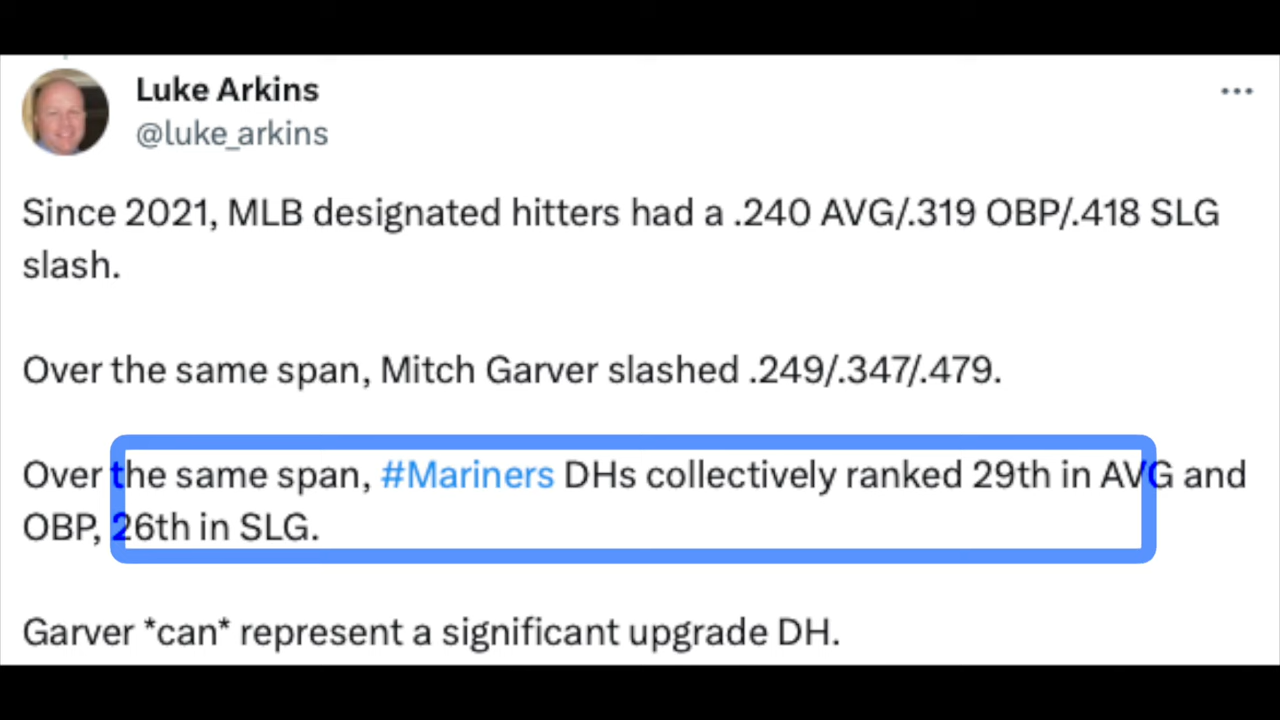 Luke Arkins
@luke_arkins
Since 2021, MLB designated hitters had a .240 AVG/.319 OBP/.418 SLG
slash.
Over the same span, Mitch Garver slashed .249/.347/.479.
Over the same span, #Mariners DHs collectively ranked 29th in AVG and
OBP, 26th in SLG.
Garver *can* represent a significant upgrade DH.